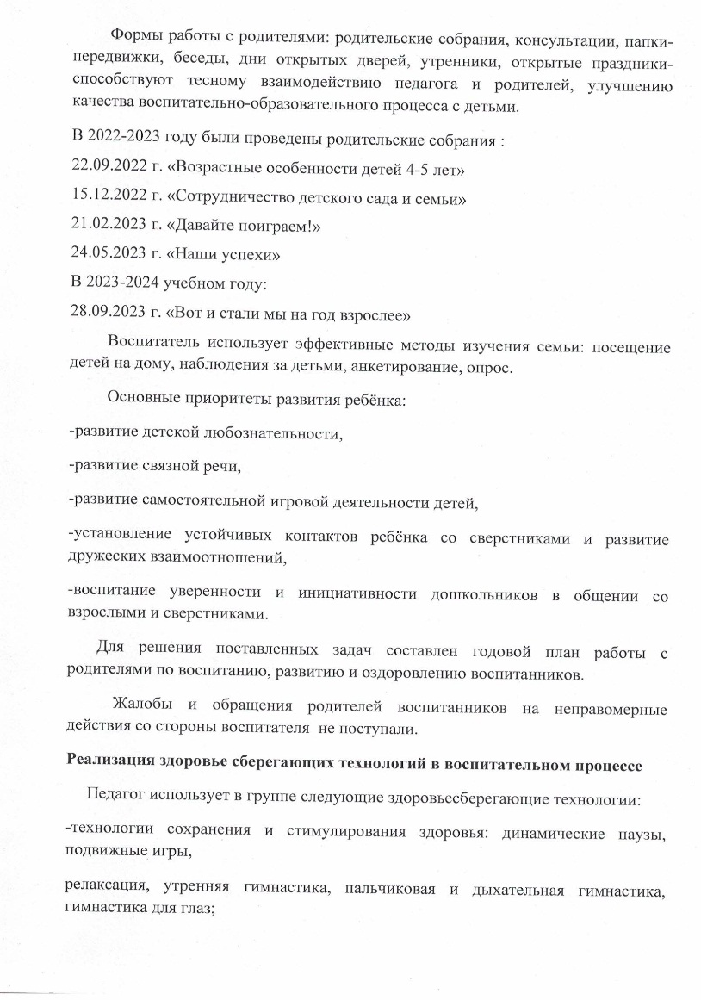 Формы работы с родителями: родительские собрания, консультации, папки-
передвижки, беседы, дни открытых дверей, утренники, открытые праздники-
способствуют тесному взаимодействию педагога и родителей, улучшению
качества воспитательно-образовательного процесса с детьми.
В 2022-2023 году были проведены родительские собрания :
22.09.2022 г. «Возрастные особенности детей 4-5 лет»
15.12.2022 г. «Сотрудничество детского сада и семьи»
21.02.2023 г. «Давайте поиграем!»
24.05.2023 г. «Наши успехи»
В 2023-2024 учебном году:
28.09.2023 г. «Вот и стали мы на год взрослее»
Воспитатель использует эффективные методы изучения семьи: посещение
детей на дому, наблюдения за детьми, анкетирование, опрос.
Основные приоритеты развития ребёнка:
-развитие детской любознательности,
-развитие связной речи,
-развитие самостоятельной игровой деятельности детей,
-установление устойчивых контактов ребёнка со сверстниками и развитие
дружеских взаимоотношений,
-воспитание уверенности и инициативности дошкольников в общении со
взрослыми и сверстниками.
Для решения поставленных задач составлен годовой план работы с
родителями по воспитанию, развитию и оздоровлению воспитанников.
Жалобы и обращения родителей воспитанников на неправомерные
действия со стороны воспитателя не поступали.
Реализация здоровье сберегающих технологий в воспитательном процессе
Педагог использует в группе следующие здоровьесберегающие технологии:
-технологии сохранения и стимулирования здоровья: динамические паузы,
подвижные игры,
релаксация, утренняя гимнастика, пальчиковая и дыхательная гимнастика,
гимнастика для глаз;